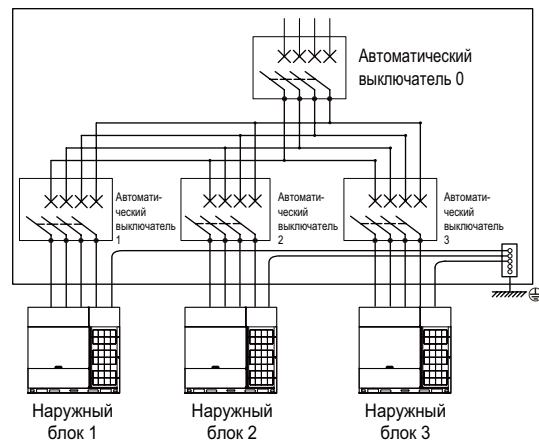 Автоматический
выключатель 0
Автомати-
ческий
выключатель
1
Автомати-
ческий
выключатель
2
Автомати-
ческий
выключатель
3
Наружный
блок 1
Наружный
блок 2
Наружный
блок 3